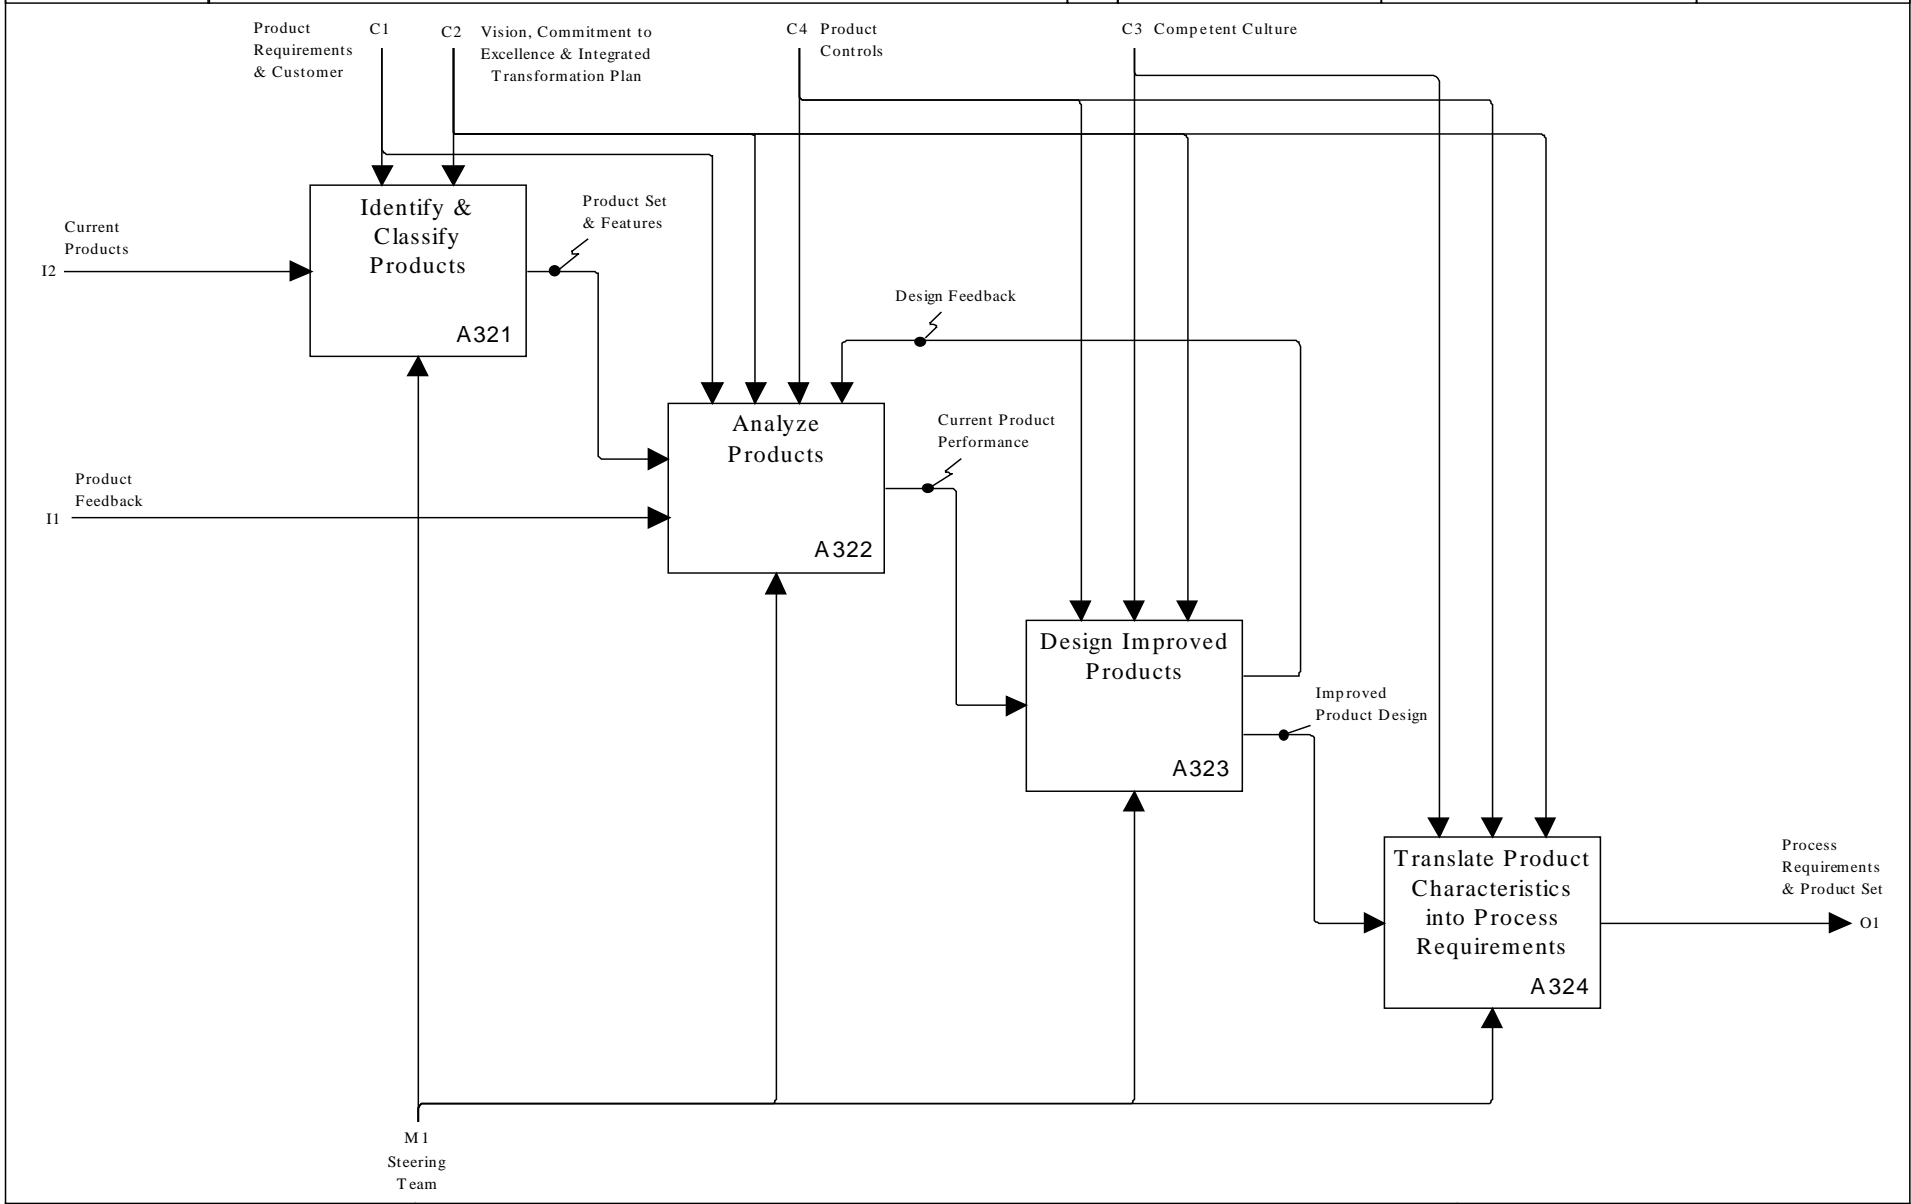 Product
Requirements
& Customer
C1
C2
Vision, Commitment to
Excellence & Integrated
Transformation Plan
C4
Product
Controls
C3
Competent Culture
Identify &
Classify
Products
A321
Current
Products
I2
Product Set
& Features
Design Feedback
Analyze
Products
A322
Current Product
Performance
Product
Feedback
I1
Design Improved
Products
A323
Improved
Product Design
Translate Product
Characteristics
into Process
Requirements
A324
Process
Requirements
& Product Set
O1
M1
Steering
Team